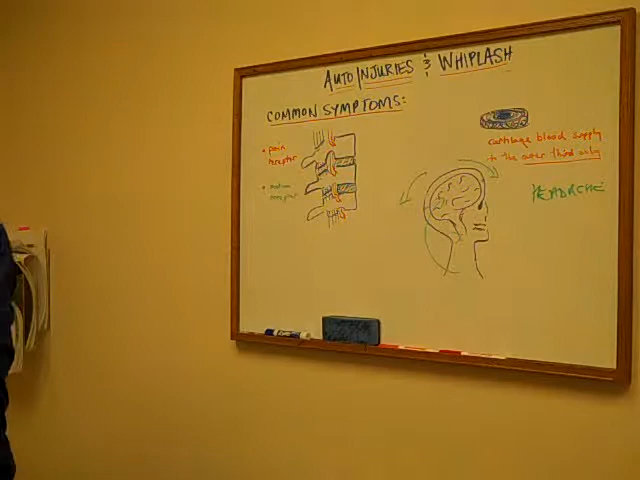 AUTO INJURIES & WHIPLASH
COMMON SYMPTOMS:
• pain
receptor
cartilage blood supply
to the outer third only
HEADACHE